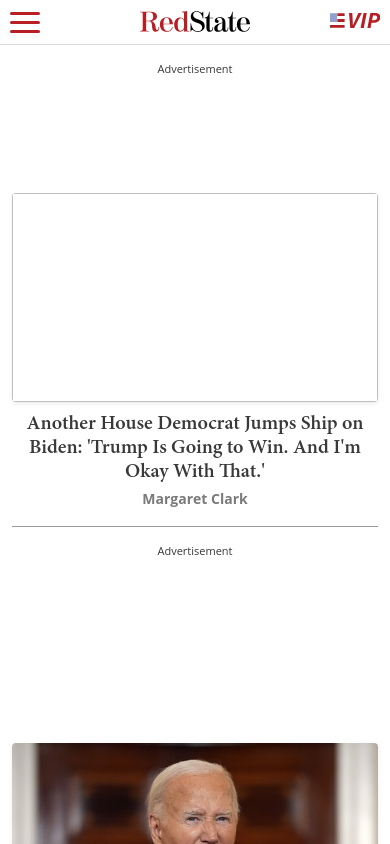 RedState
VIP
Advertisement
Another House Democrat Jumps Ship on
Biden: 'Trump Is Going to Win. And I'm
Okay With That.'
Margaret Clark
Advertisement